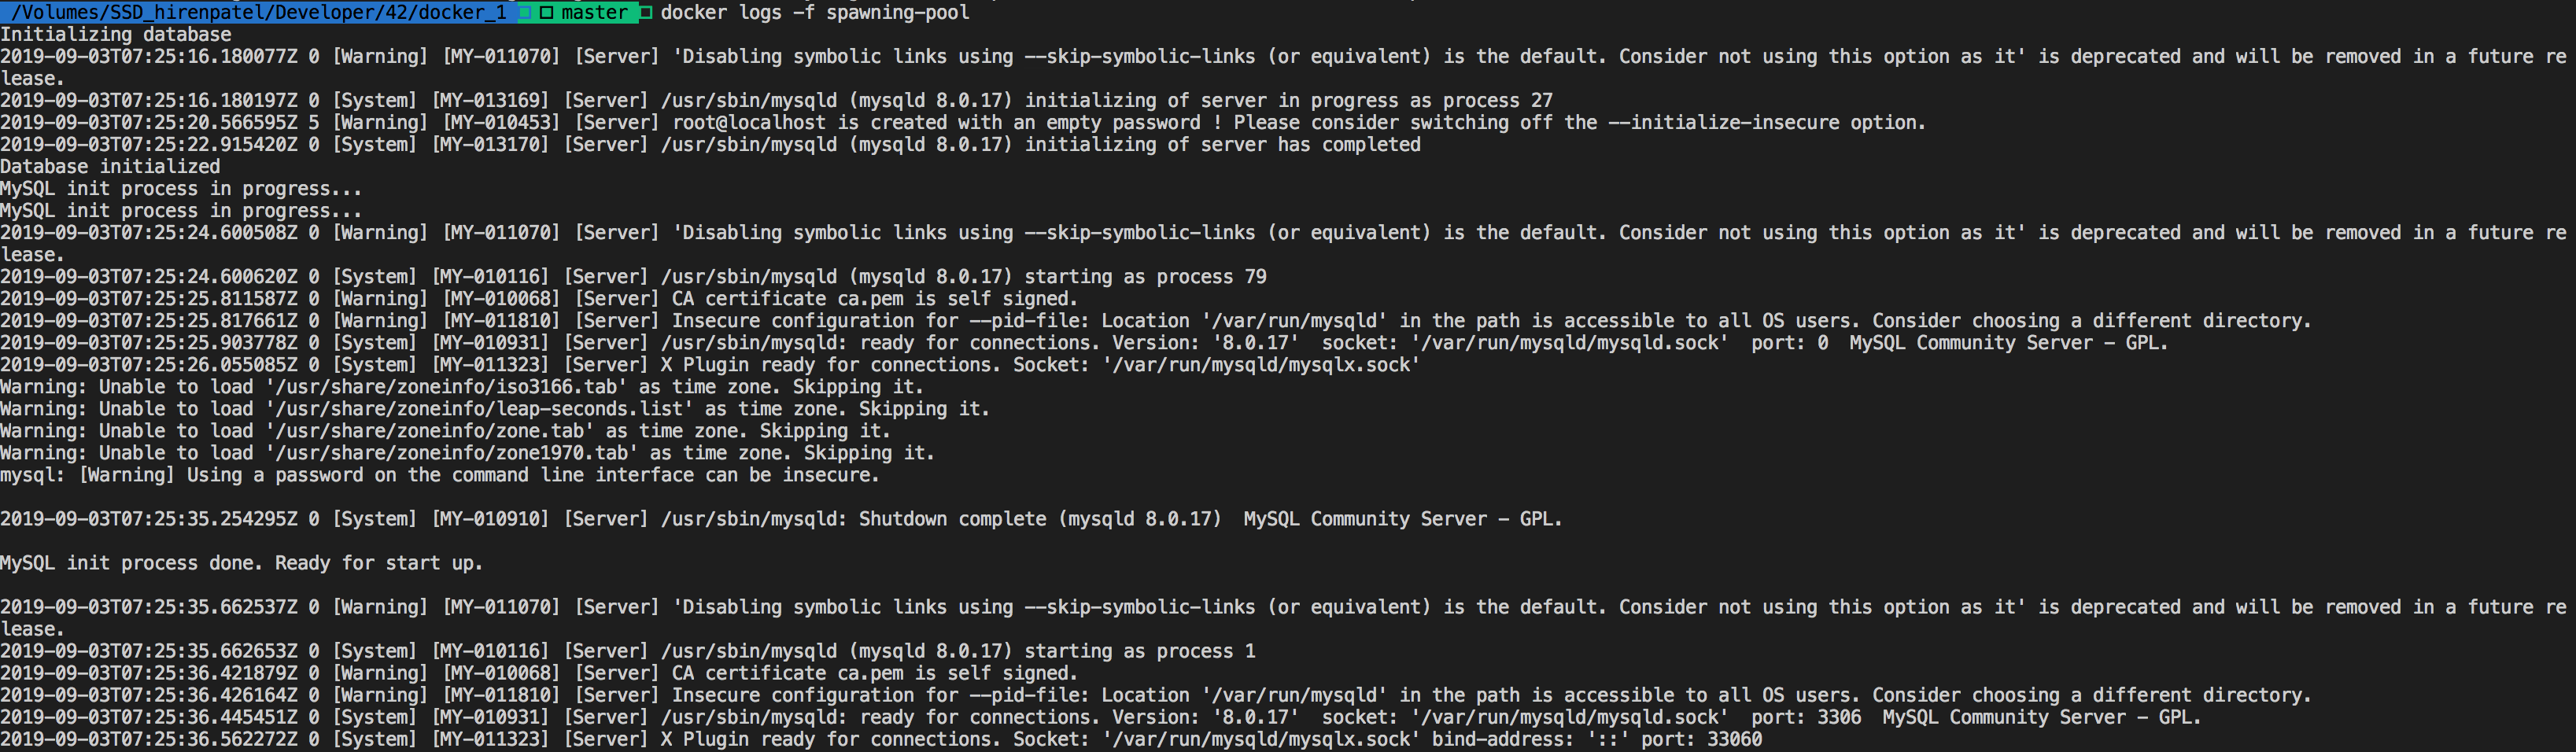 /Volumes/SSD_hirenpatel/Developer/42/docker_1 master docker logs -f spawning-pool
Initializing database
2019-09-03T07:25:16.180077Z 0 [Warning] [MY-011070] [Server] 'Disabling symbolic links using --skip-symbolic-links (or equivalent) is the default. Consider not using this option as it' is deprecated and will be removed in a future re
lease.
2019-09-03T07:25:16.180197Z 0 [System] [MY-013169] [Server] /usr/sbin/mysqld (mysqld 8.0.17) initializing of server in progress as process 27
2019-09-03T07:25:20.566595Z 5 [Warning] [MY-010453] [Server] root@localhost is created with an empty password ! Please consider switching off the --initialize-insecure option.
2019-09-03T07:25:22.915420Z 0 [System] [MY-013170] [Server] /usr/sbin/mysqld (mysqld 8.0.17) initializing of server has completed
Database initialized
MySQL init process in progress...
MySQL init process in progress...
2019-09-03T07:25:24.600508Z 0 [Warning] [MY-011070] [Server] 'Disabling symbolic links using --skip-symbolic-links (or equivalent) is the default. Consider not using this option as it' is deprecated and will be removed in a future re
lease.
2019-09-03T07:25:24.600620Z 0 [System] [MY-010116] [Server] /usr/sbin/mysqld (mysqld 8.0.17) starting as process 79
2019-09-03T07:25:25.811587Z 0 [Warning] [MY-010068] [Server] CA certificate ca.pem is self signed.
2019-09-03T07:25:25.817661Z 0 [Warning] [MY-011810] [Server] Insecure configuration for --pid-file: Location '/var/run/mysqld' in the path is accessible to all OS users. Consider choosing a different directory.
2019-09-03T07:25:25.903778Z 0 [System] [MY-010931] [Server] /usr/sbin/mysqld: ready for connections. Version: '8.0.17'  socket: '/var/run/mysqld/mysqld.sock'  port: 0  MySQL Community Server - GPL.
2019-09-03T07:25:26.055085Z 0 [System] [MY-011323] [Server] X Plugin ready for connections. Socket: '/var/run/mysqld/mysqlx.sock'
Warning: Unable to load '/usr/share/zoneinfo/iso3166.tab' as time zone. Skipping it.
Warning: Unable to load '/usr/share/zoneinfo/leap-seconds.list' as time zone. Skipping it.
Warning: Unable to load '/usr/share/zoneinfo/zone.tab' as time zone. Skipping it.
Warning: Unable to load '/usr/share/zoneinfo/zone1970.tab' as time zone. Skipping it.
mysql: [Warning] Using a password on the command line interface can be insecure.
2019-09-03T07:25:35.254295Z 0 [System] [MY-010910] [Server] /usr/sbin/mysqld: Shutdown complete (mysqld 8.0.17)  MySQL Community Server - GPL.
MySQL init process done. Ready for start up.
2019-09-03T07:25:35.662537Z 0 [Warning] [MY-011070] [Server] 'Disabling symbolic links using --skip-symbolic-links (or equivalent) is the default. Consider not using this option as it' is deprecated and will be removed in a future re
lease.
2019-09-03T07:25:35.662653Z 0 [System] [MY-010116] [Server] /usr/sbin/mysqld (mysqld 8.0.17) starting as process 1
2019-09-03T07:25:36.421879Z 0 [Warning] [MY-010068] [Server] CA certificate ca.pem is self signed.
2019-09-03T07:25:36.426164Z 0 [Warning] [MY-011810] [Server] Insecure configuration for --pid-file: Location '/var/run/mysqld' in the path is accessible to all OS users. Consider choosing a different directory.
2019-09-03T07:25:36.445451Z 0 [System] [MY-010931] [Server] /usr/sbin/mysqld: ready for connections. Version: '8.0.17'  socket: '/var/run/mysqld/mysqld.sock'  port: 3306  MySQL Community Server - GPL.
2019-09-03T07:25:36.562272Z 0 [System] [MY-011323] [Server] X Plugin ready for connections. Socket: '/var/run/mysqld/mysqlx.sock' bind-address: '::' port: 33060